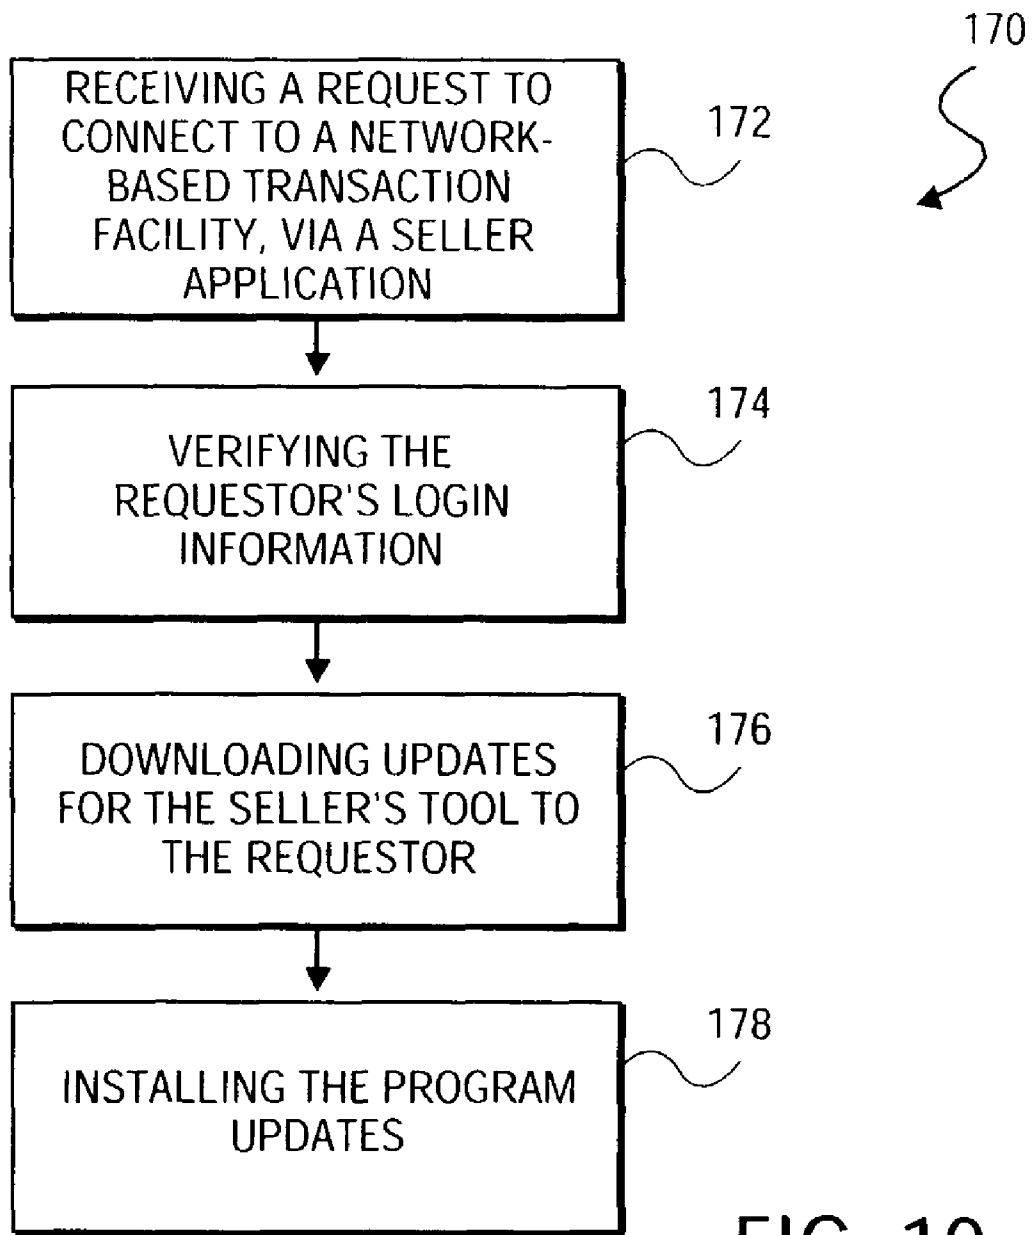 170
RECEIVING A REQUEST TO
CONNECT TO A NETWORK-
BASED TRANSACTION
FACILITY, VIA A SELLER
APPLICATION
172
VERIFYING THE
REQUESTOR'S LOGIN
INFORMATION
174
DOWNLOADING UPDATES
FOR THE SELLER'S TOOL TO
THE REQUESTOR
176
INSTALLING THE PROGRAM
UPDATES
178